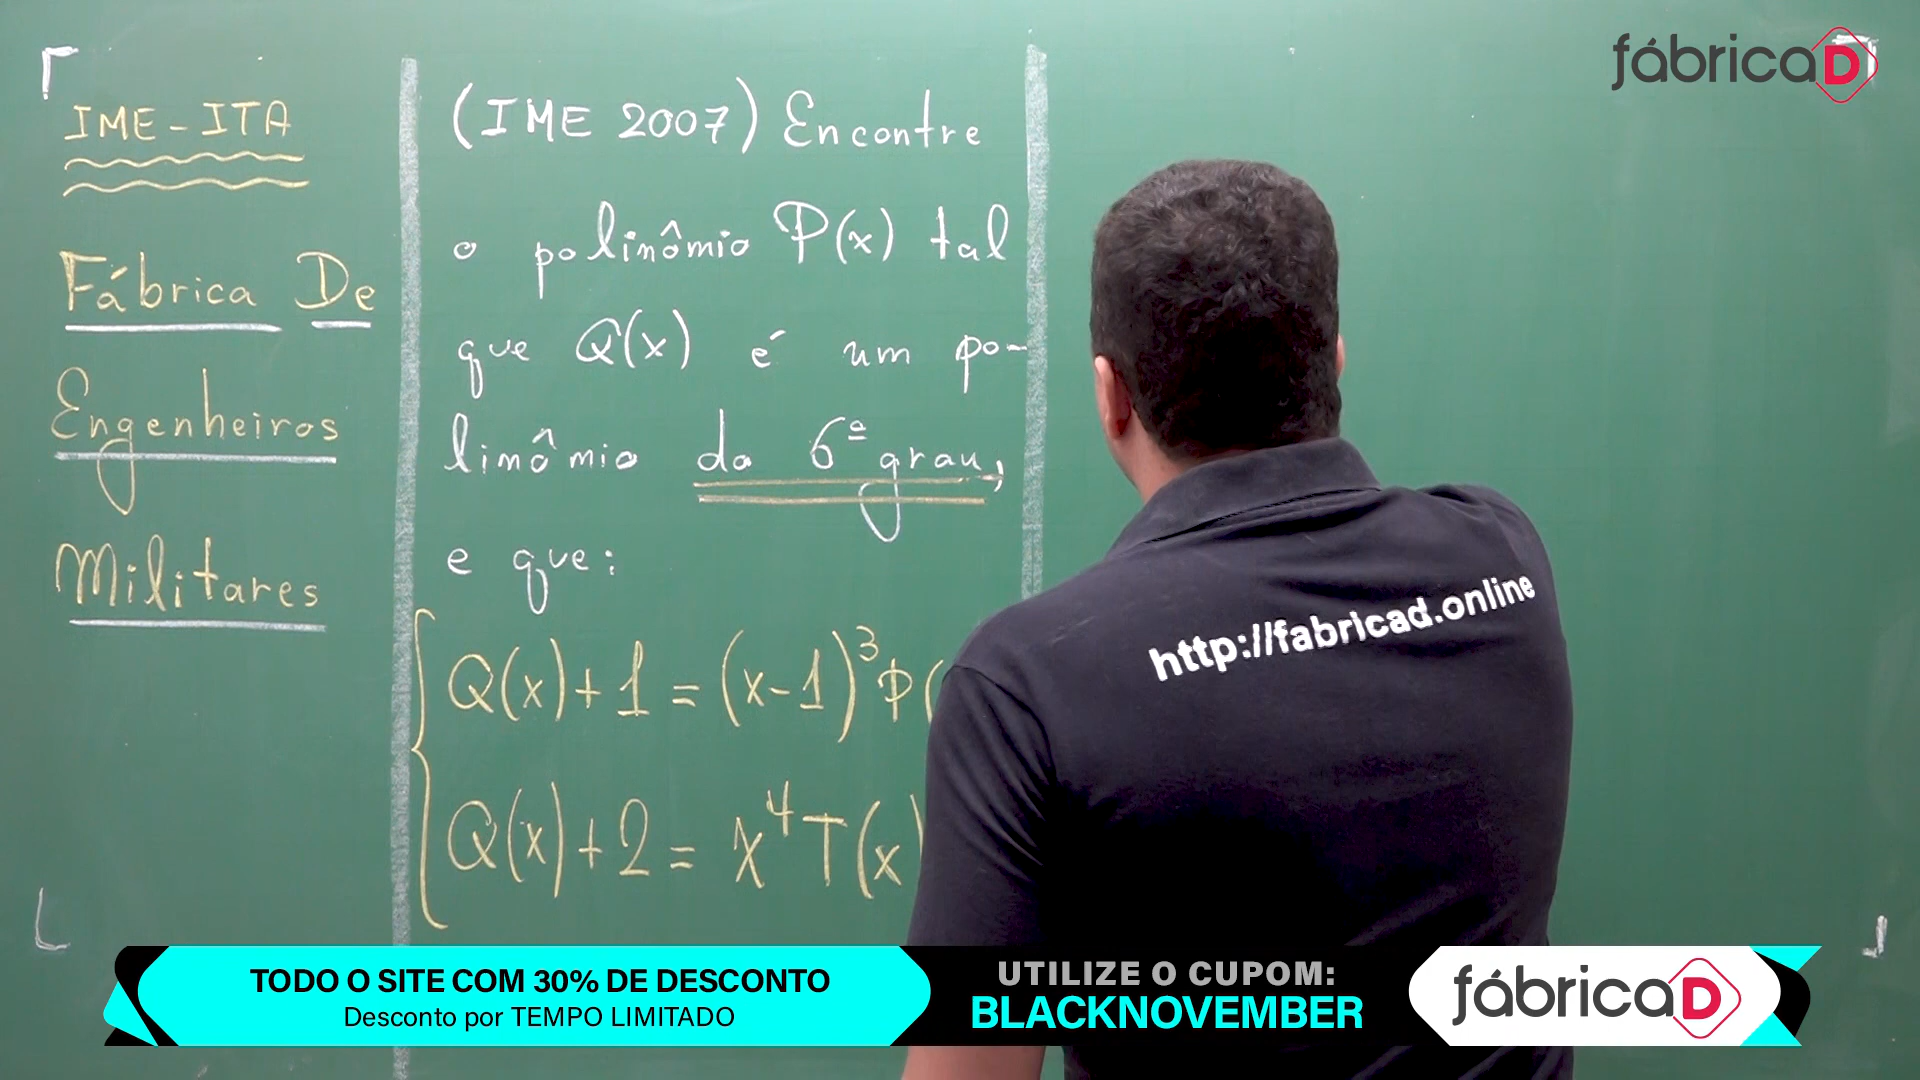 IME-ITA
Fábrica De
Engenheiros
Militares
(IME 2007) Encontre
o polinômio P(x) tal
que Q(x) é um po-
linômio do 6º grau,
e que:
Q(x)+1=(x-1)³P(
Q(x)+2=x⁴T(x)
fábricaD
http://fabricad.online
TODO O SITE COM 30% DE DESCONTO
Desconto por TEMPO LIMITADO
UTILIZE O CUPOM:
BLACKNOVEMBER
fábricaD